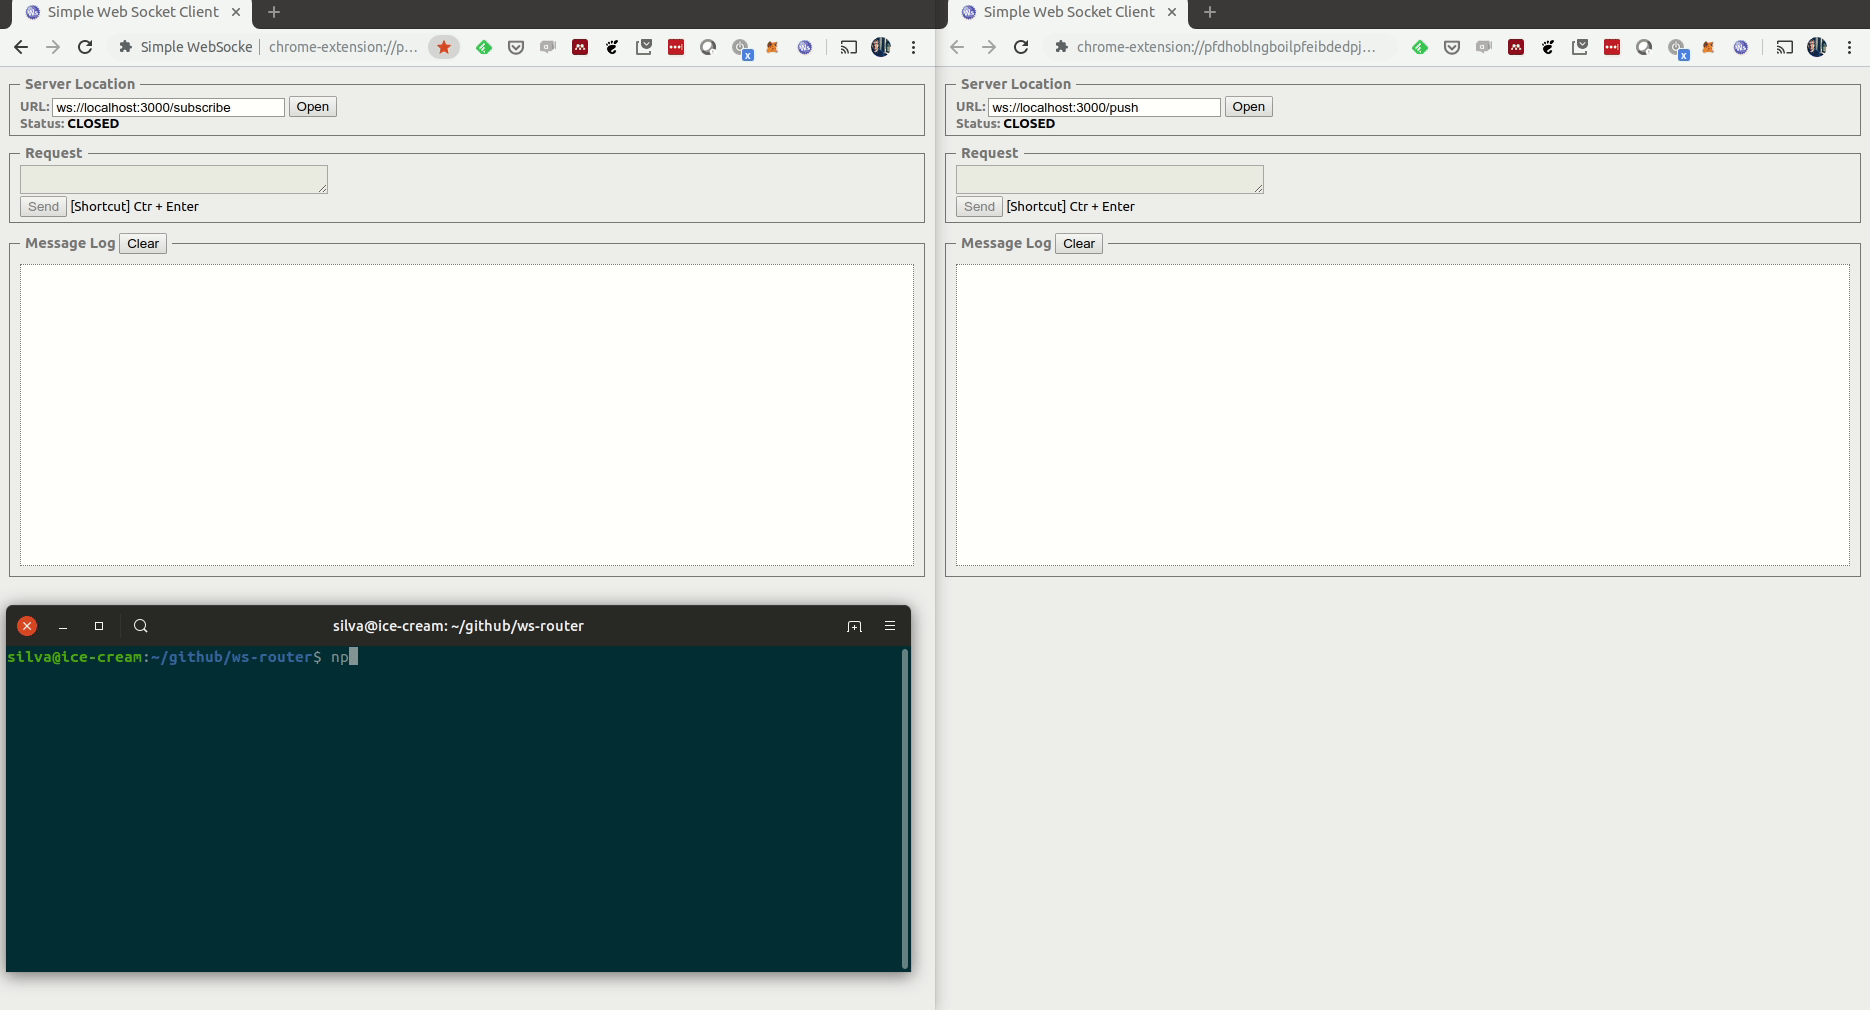 Simple Web Socket Client
Simple WebSocke | chrome-extension://p...
Server Location
URL: ws://localhost:3000/subscribe Open
Status: CLOSED
Request
Send [Shortcut] Ctr + Enter
Message Log Clear
silva@ice-cream: ~/github/ws-router
silva@ice-cream:~/github/ws-router$ np
Simple Web Socket Client
chrome-extension://pfdhoblngboilpfeibdedpj...
Server Location
URL: ws://localhost:3000/push Open
Status: CLOSED
Request
Send [Shortcut] Ctr + Enter
Message Log Clear